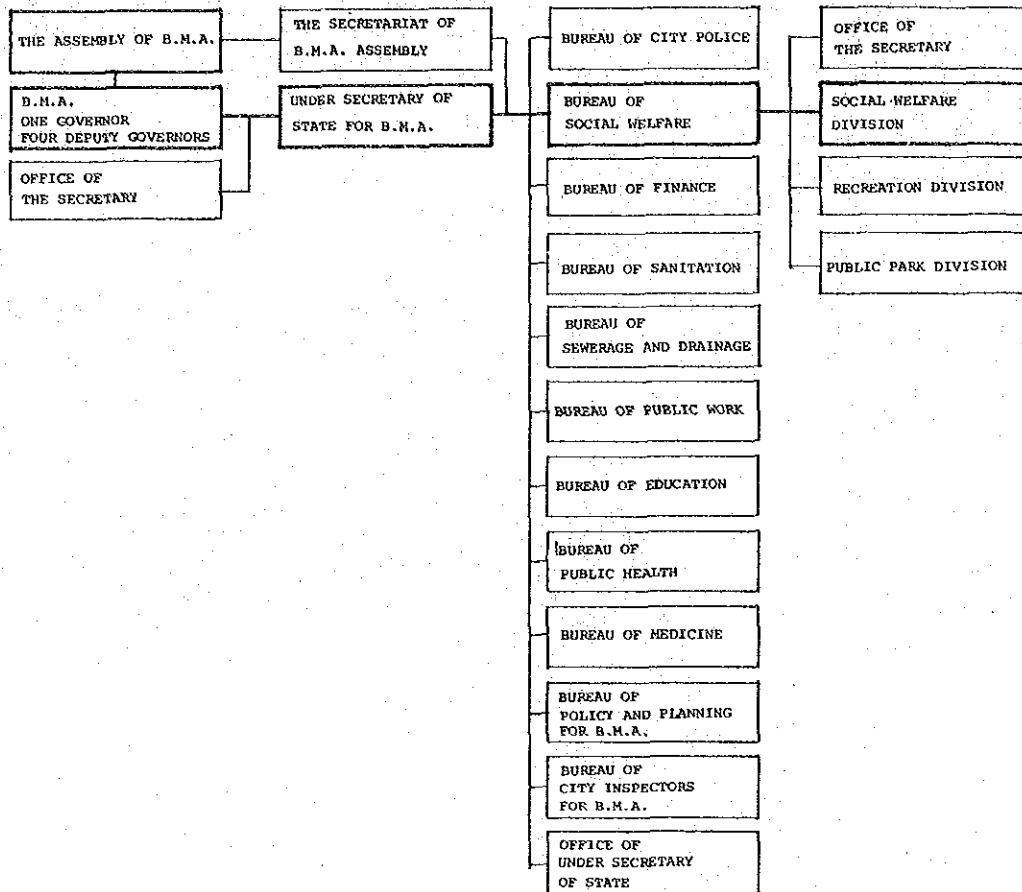 THE ASSEMBLY OF B.M.A.
D.M.A.
ONE GOVERNOR
FOUR DEPUTY GOVERNORS
OFFICE OF
THE SECRETARY
THE SECRETARIAT OF
B.M.A. ASSEMBLY
UNDER SECRETARY OF
STATE FOR B.M.A.
BUREAU OF CITY POLICE
BUREAU OF
SOCIAL WELFARE
BUREAU OF FINANCE
BUREAU OF SANITATION
BUREAU OF
SEWERAGE AND DRAINAGE
BUREAU OF PUBLIC WORK
BUREAU OF EDUCATION
BUREAU OF
PUBLIC HEALTH
BUREAU OF MEDICINE
BUREAU OF
POLICY AND PLANNING
FOR B.M.A.
BUREAU OF
CITY INSPECTORS
FOR B.M.A.
OFFICE OF
UNDER SECRETARY
OF STATE
OFFICE OF
THE SECRETARY
SOCIAL WELFARE
DIVISION
RECREATION DIVISION
PUBLIC PARK DIVISION